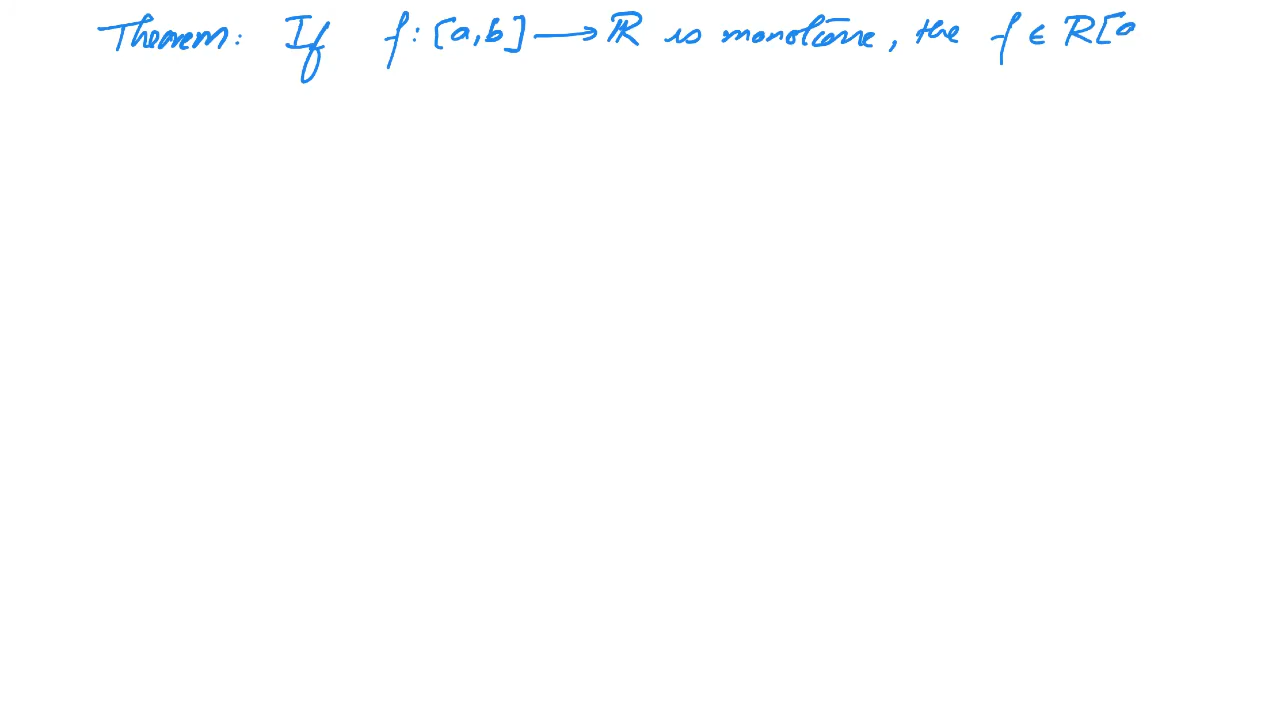 Theorem: If f: [a,b] ⟶ ℝ is monotone, the f ∈ R[a